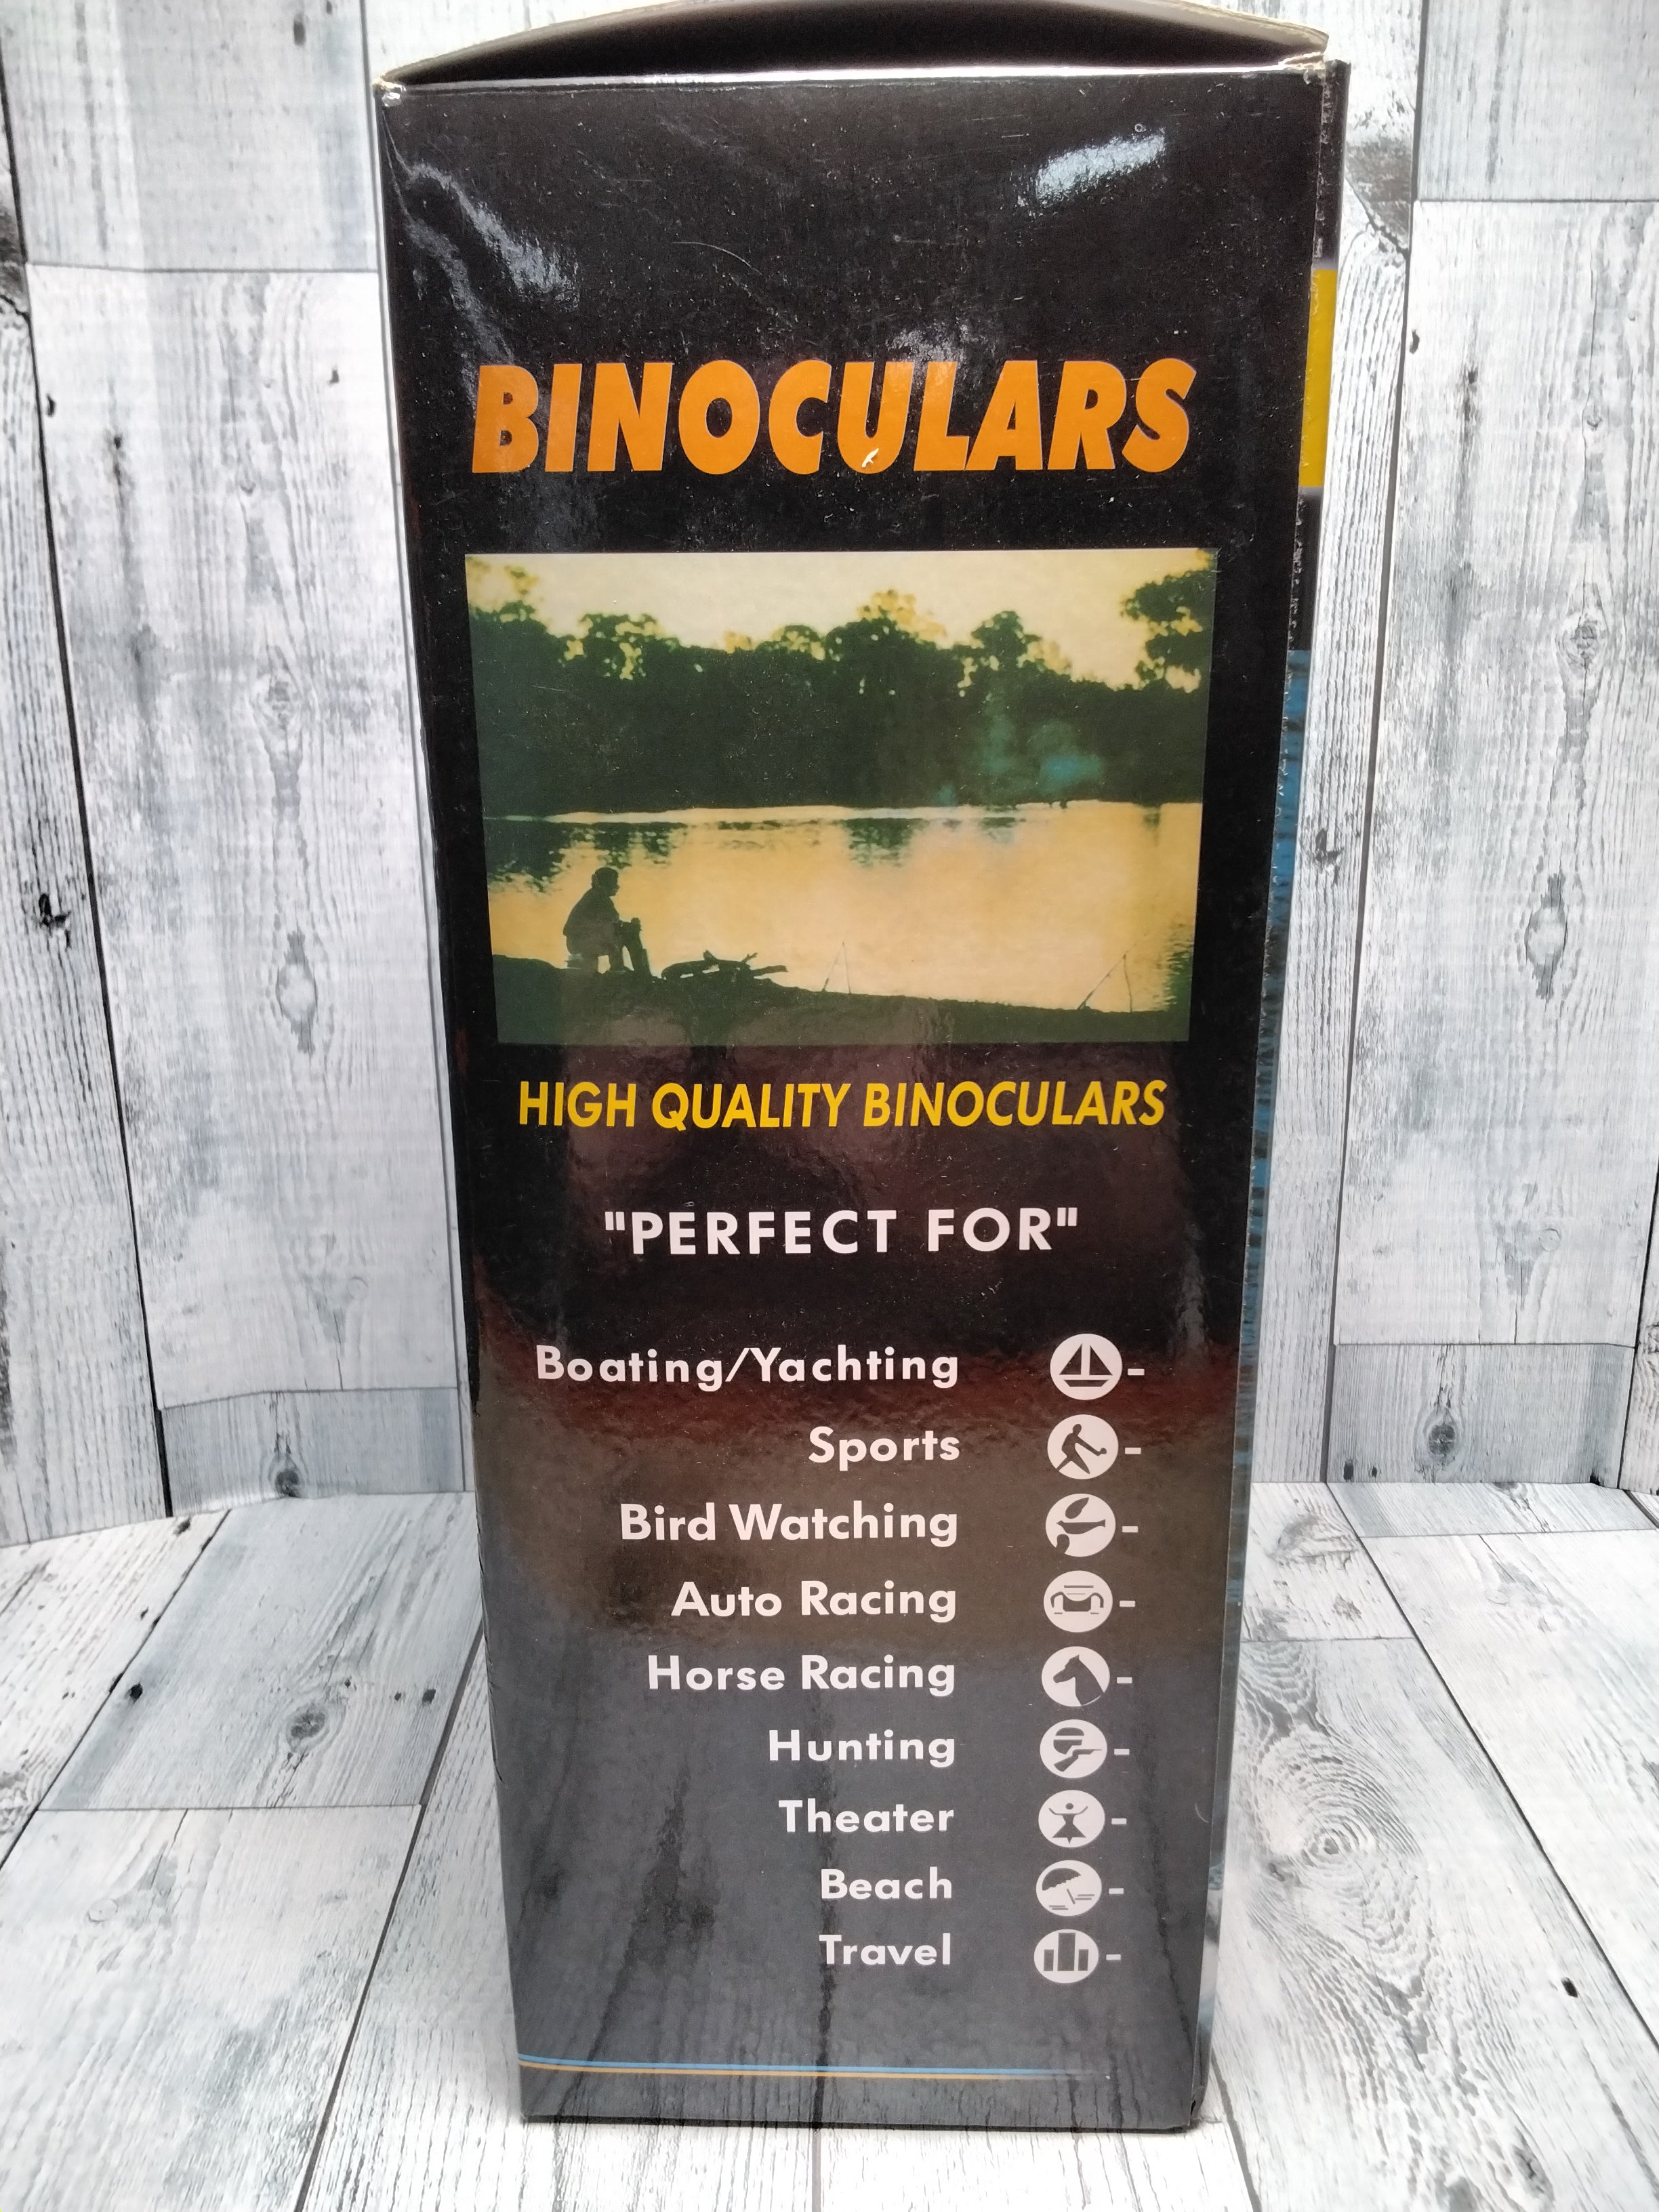 BINOCULARS
HIGH QUALITY BINOCULARS
"PERFECT FOR"
Boating/Yachting -
Sports -
Bird Watching -
Auto Racing -
Horse Racing -
Hunting -
Theater -
Beach -
Travel -